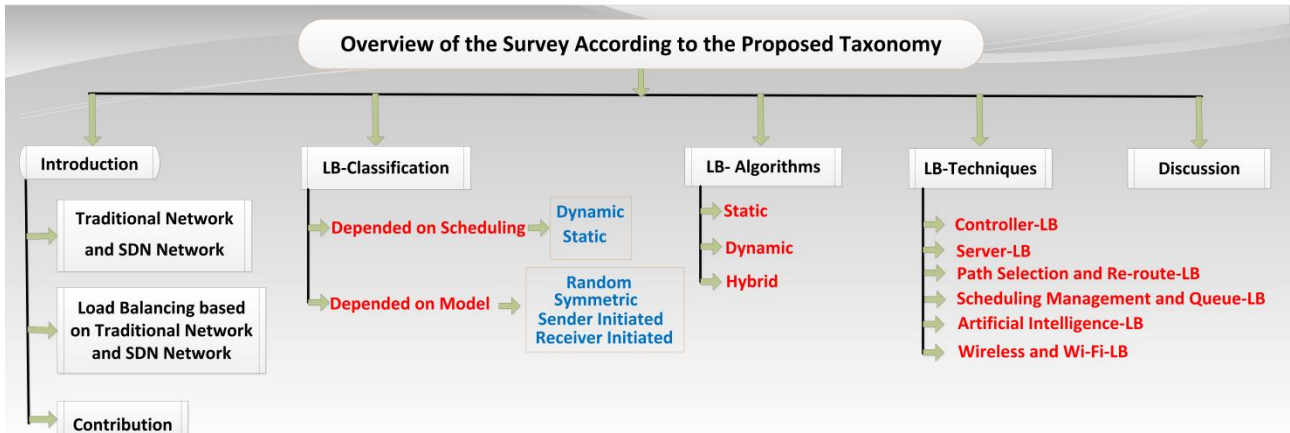 Overview of the Survey According to the Proposed Taxonomy
Introduction
Traditional Network
and SDN Network
Load Balancing based
on Traditional Network
and SDN Network
Contribution
LB-Classification
Depended on Scheduling
Dynamic
Static
Depended on Model
Random
Symmetric
Sender Initiated
Receiver Initiated
LB- Algorithms
Static
Dynamic
Hybrid
LB-Techniques
Controller-LB
Server-LB
Path Selection and Re-route-LB
Scheduling Management and Queue-LB
Artificial Intelligence-LB
Wireless and Wi-Fi-LB
Discussion